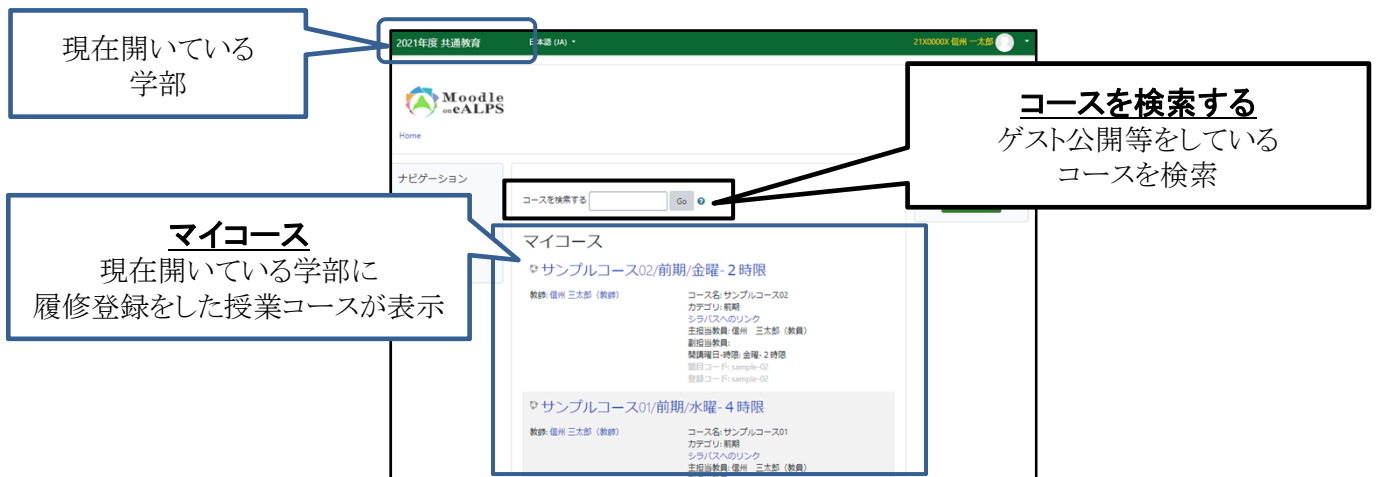 現在開いている
学部
2021年度 共通教育
日本語 (JA)
21X0000X 信州 一太郎
Moodle
on eALPS
Home
コースを検索する
ゲスト公開等をしている
コースを検索
ナビゲーション
コースを検索する
Go
マイコース
現在開いている学部に
履修登録をした授業コースが表示
マイコース
サンプルコース02/前期/金曜-２時限
教師: 信州 三太郎（教師）
コース名: サンプルコース02
カテゴリ: 前期
シラバスへのリンク
主担当教員: 信州　三太郎（教員）
副担当教員:
開講曜日-時限: 金曜-２時限
題目コード: sample-02
登録コード: sample-02
サンプルコース01/前期/水曜-４時限
教師: 信州 三太郎（教師）
コース名: サンプルコース01
カテゴリ: 前期
シラバスへのリンク
主担当教員: 信州　三太郎（教員）